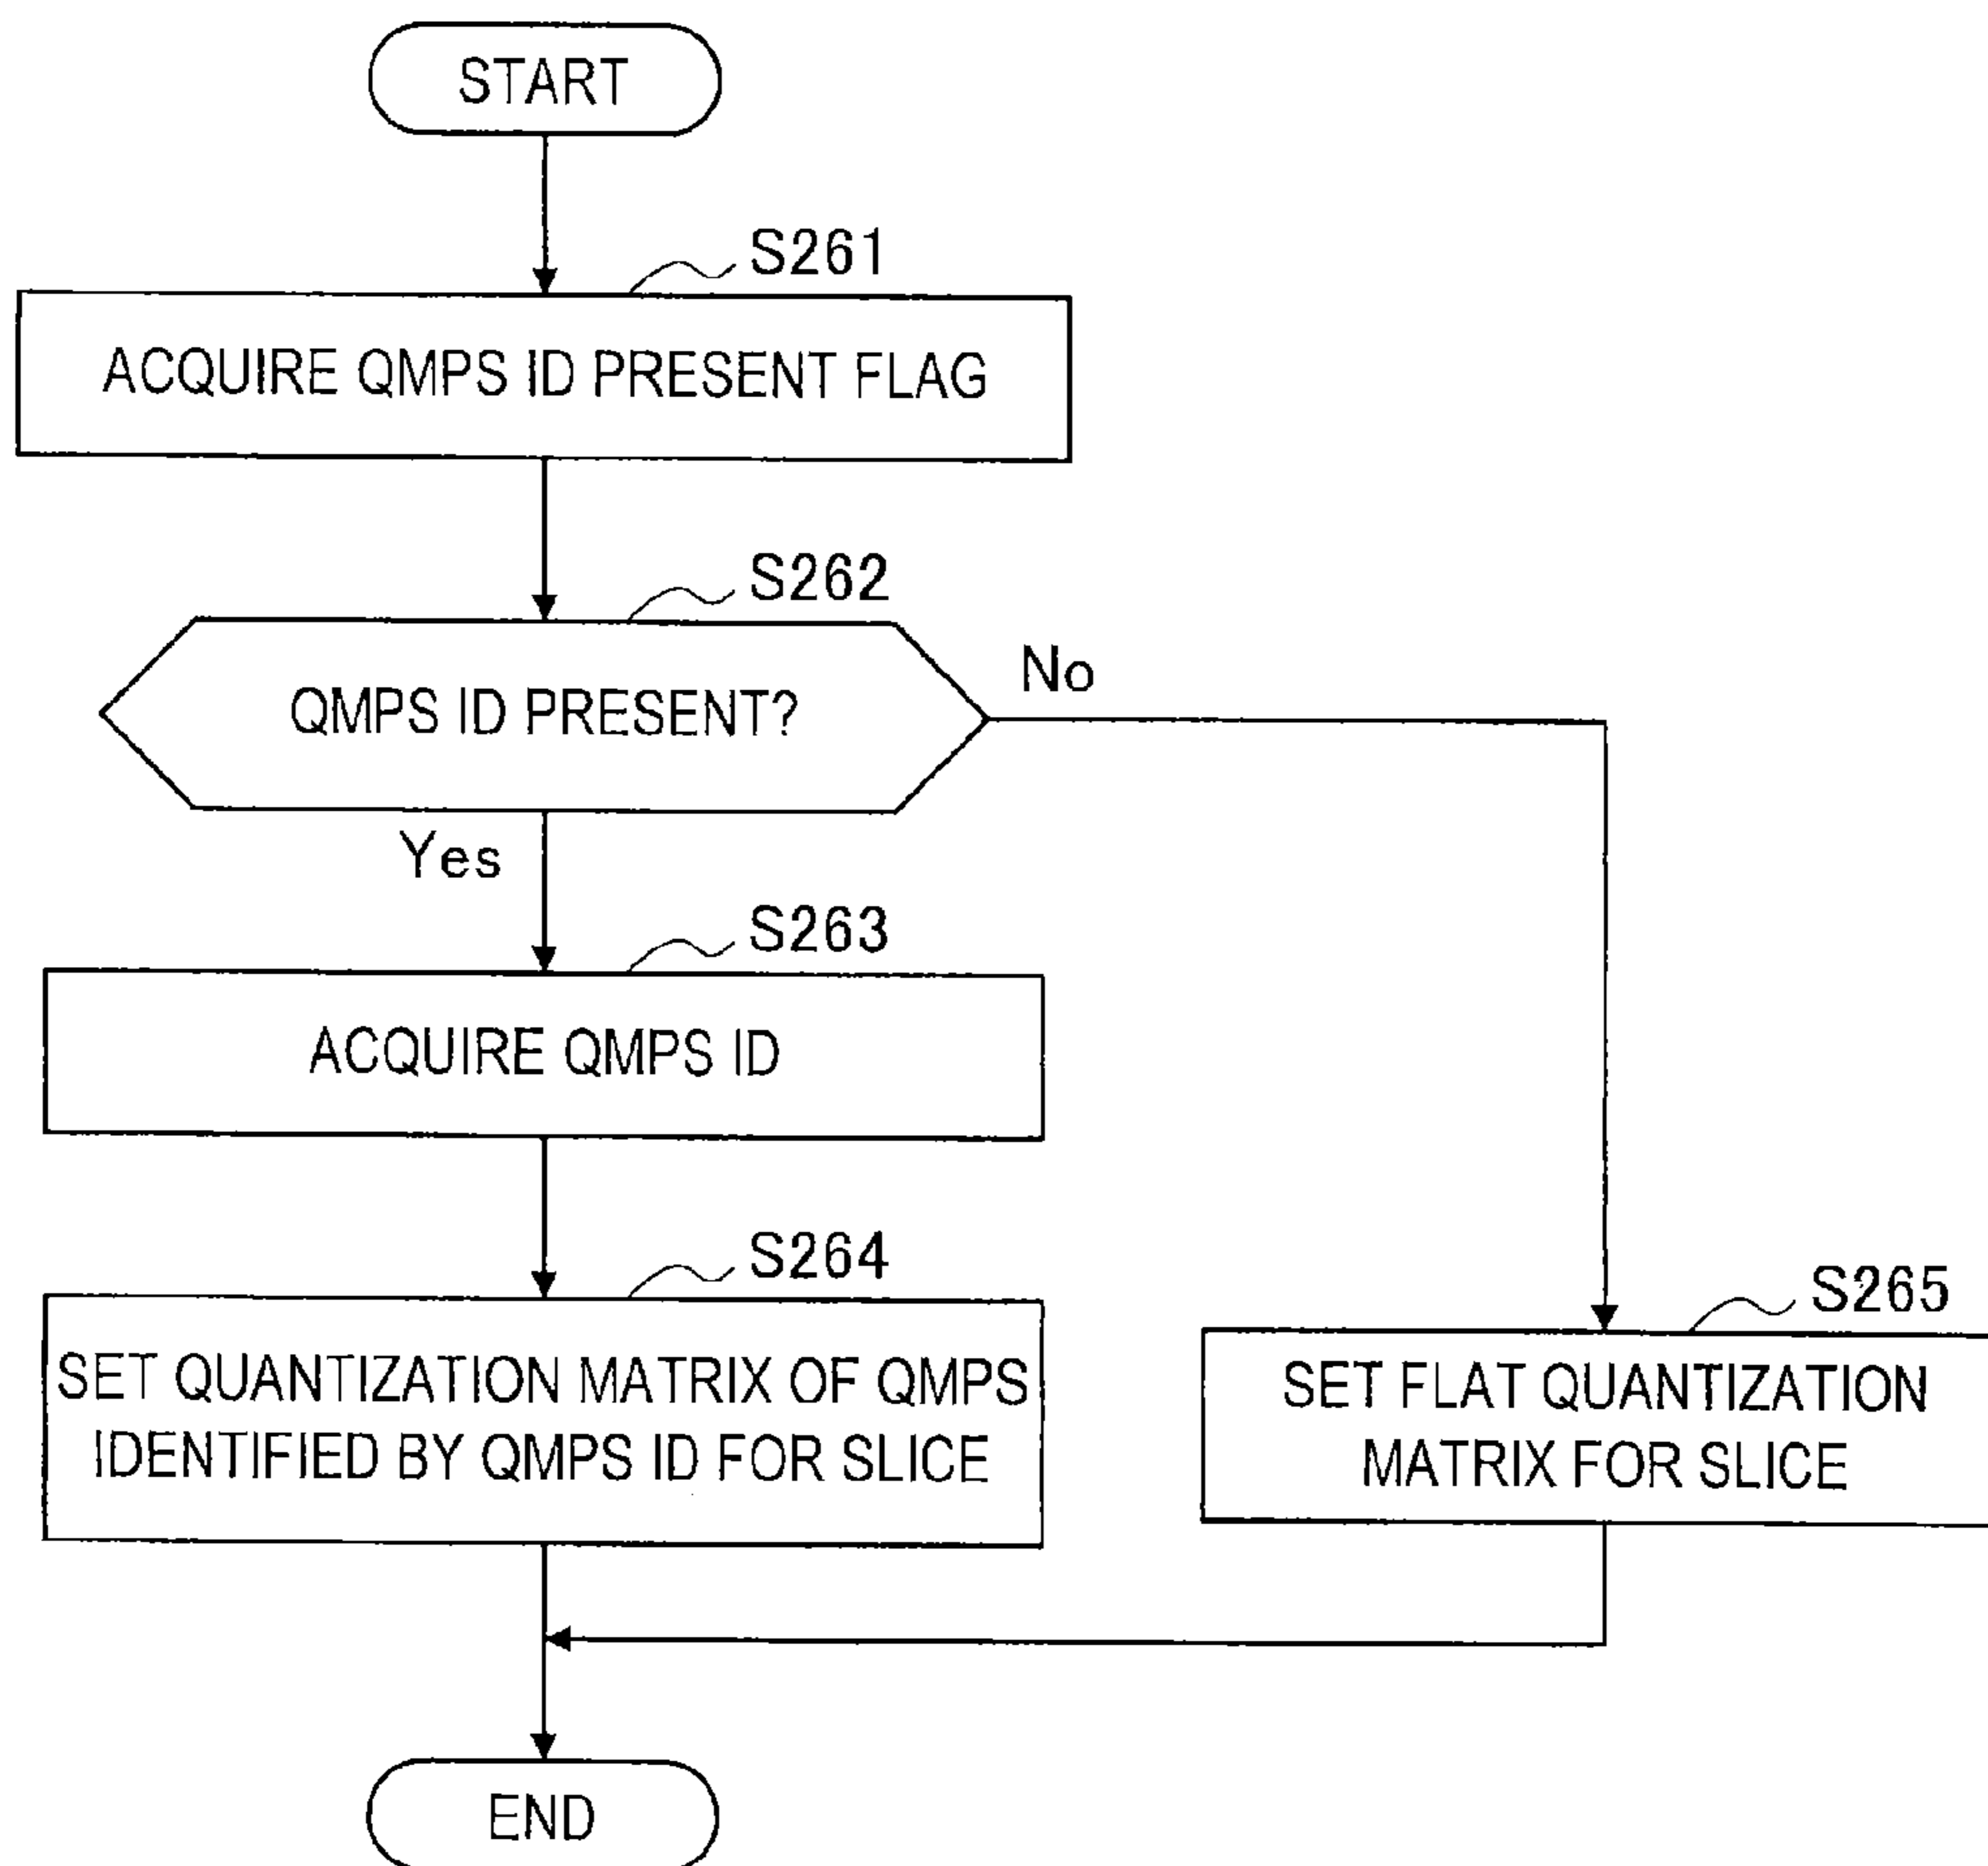 START
S261
ACQUIRE QMPS ID PRESENT FLAG
S262
QMPS ID PRESENT?
No
Yes
S263
ACQUIRE QMPS ID
S264
SET QUANTIZATION MATRIX OF QMPS
IDENTIFIED BY QMPS ID FOR SLICE
S265
SET FLAT QUANTIZATION
MATRIX FOR SLICE
END